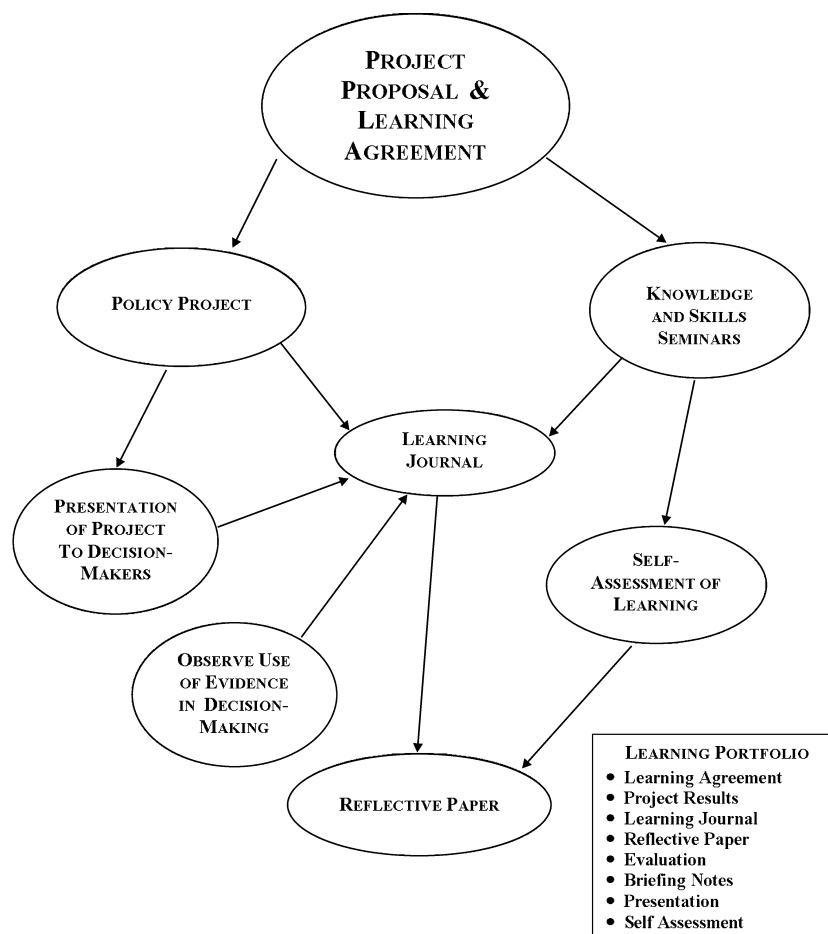 PROJECT
PROPOSAL &
LEARNING
AGREEMENT
POLICY PROJECT
KNOWLEDGE
AND SKILLS
SEMINARS
LEARNING
JOURNAL
PRESENTATION
OF PROJECT
TO DECISION-
MAKERS
SELF-
ASSESSMENT OF
LEARNING
OBSERVE USE
OF EVIDENCE
IN DECISION-
MAKING
REFLECTIVE PAPER
LEARNING PORTFOLIO
• Learning Agreement
• Project Results
• Learning Journal
• Reflective Paper
• Evaluation
• Briefing Notes
• Presentation
• Self Assessment